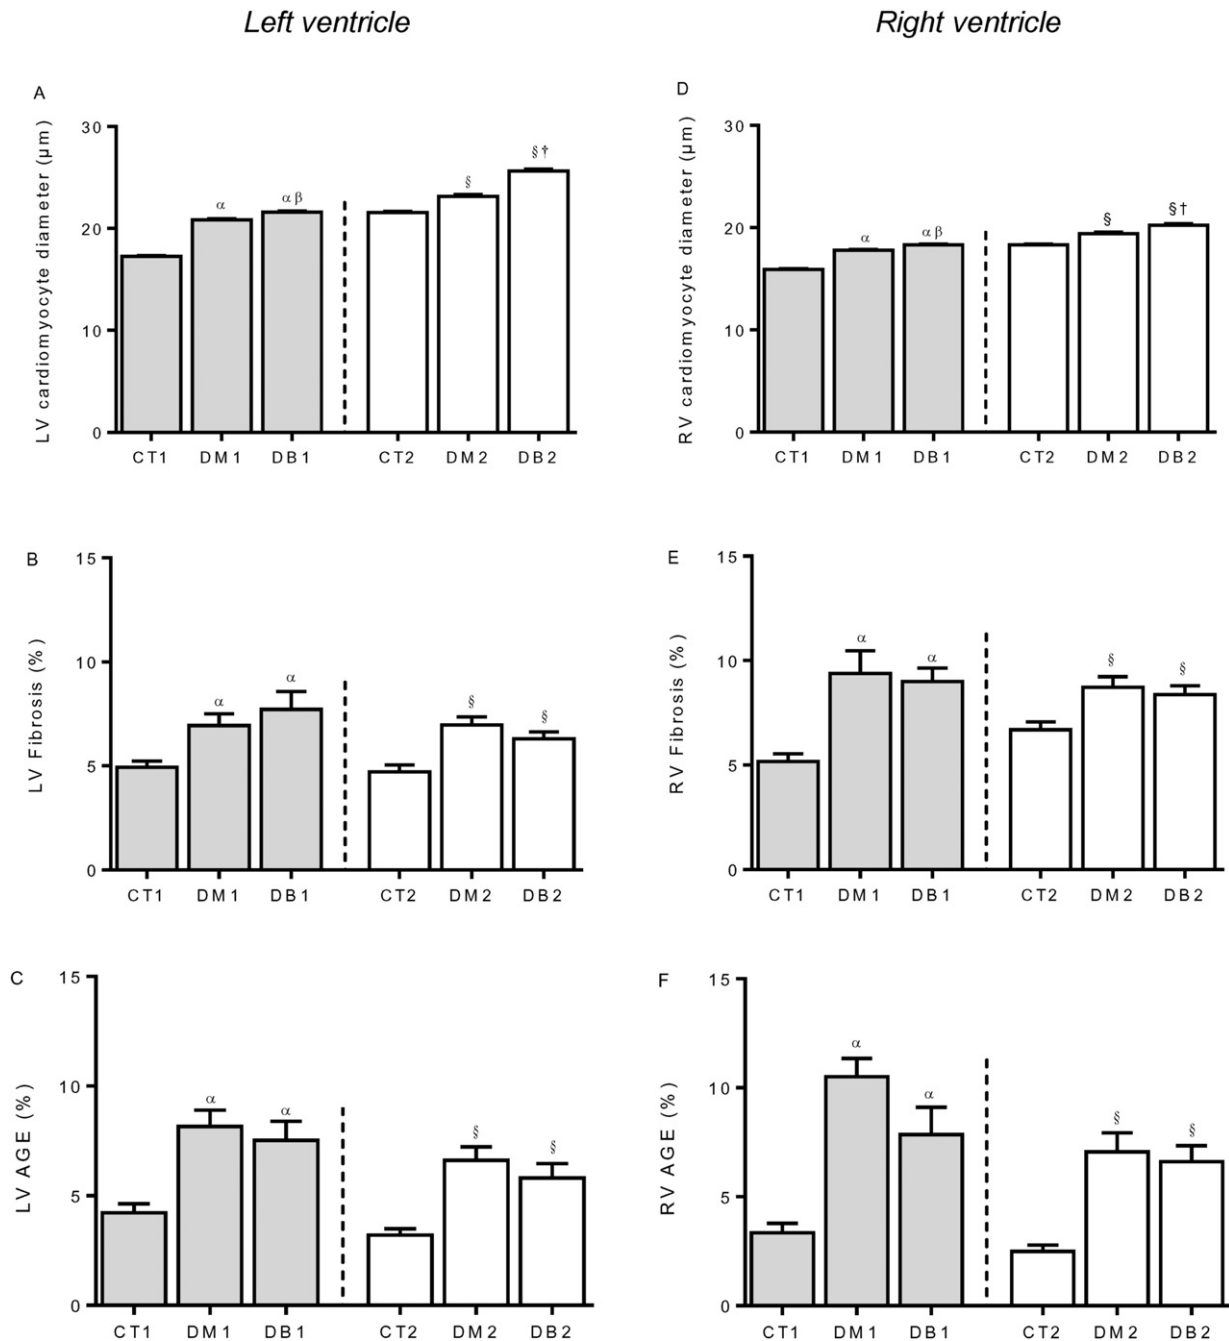 Left ventricle
Right ventricle
A
LV cardiomyocyte diameter (µm)
30
20
10
0
α
α β
§
§ †
CT1 DM1 DB1 CT2 DM2 DB2
D
RV cardiomyocyte diameter (µm)
30
20
10
0
α
α β
§
§ †
CT1 DM1 DB1 CT2 DM2 DB2
B
LV Fibrosis (%)
15
10
5
0
α
α
§
§
CT1 DM1 DB1 CT2 DM2 DB2
E
RV Fibrosis (%)
15
10
5
0
α
α
§
§
CT1 DM1 DB1 CT2 DM2 DB2
C
LV AGE (%)
15
10
5
0
α
α
§
§
CT1 DM1 DB1 CT2 DM2 DB2
F
RV AGE (%)
15
10
5
0
α
α
§
§
CT1 DM1 DB1 CT2 DM2 DB2